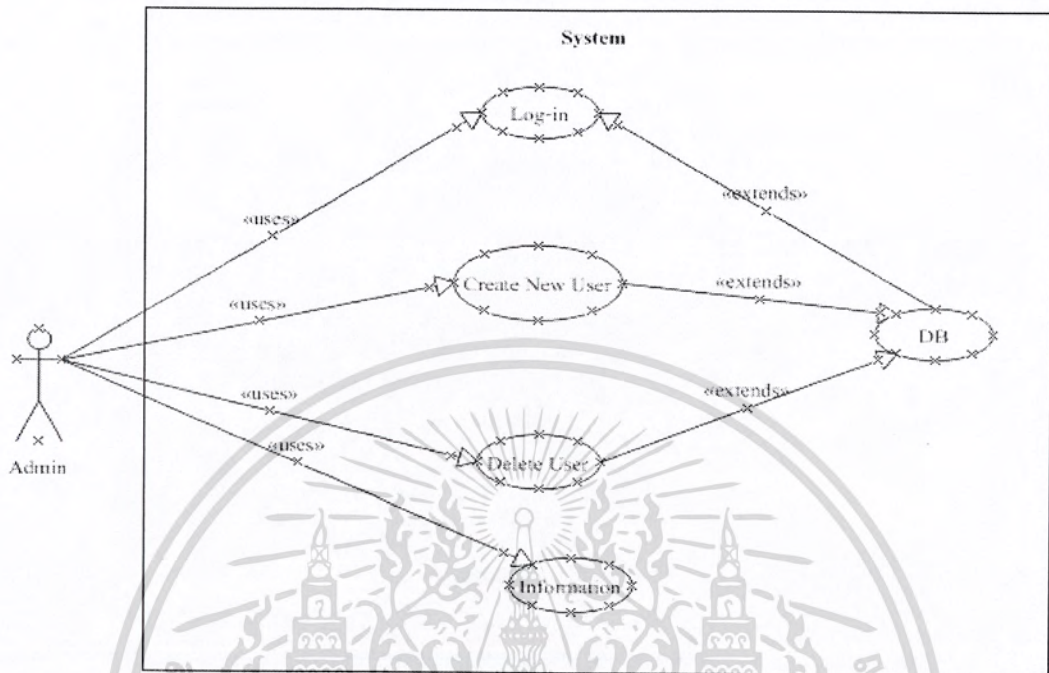 System
Log-in
«uses»
«extends»
Create New User
«uses»
«extends»
DB
«uses»
«extends»
Delete User
«uses»
Admin
Information